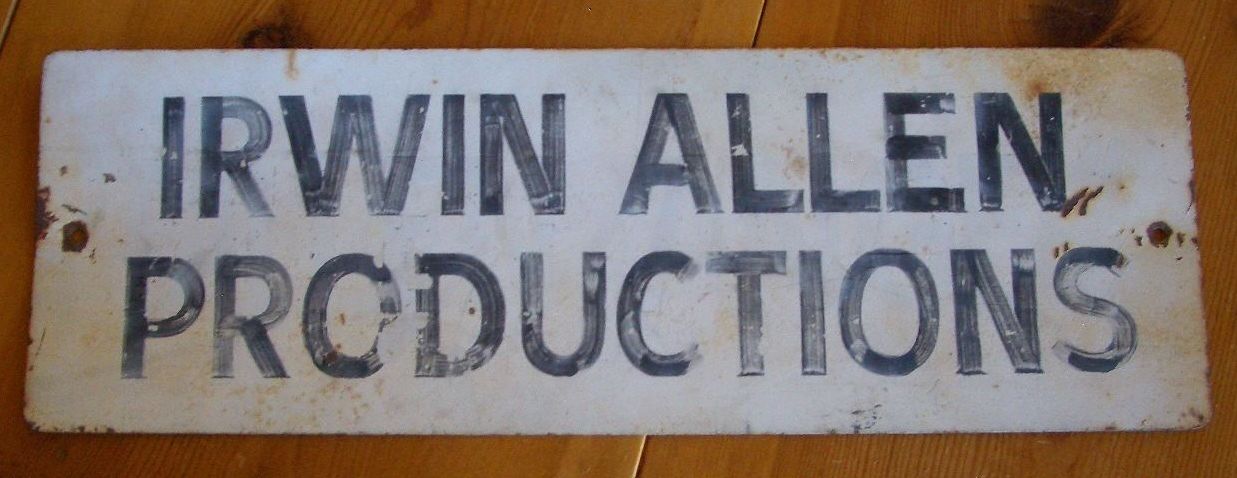 IRWIN ALLEN
PRODUCTIONS